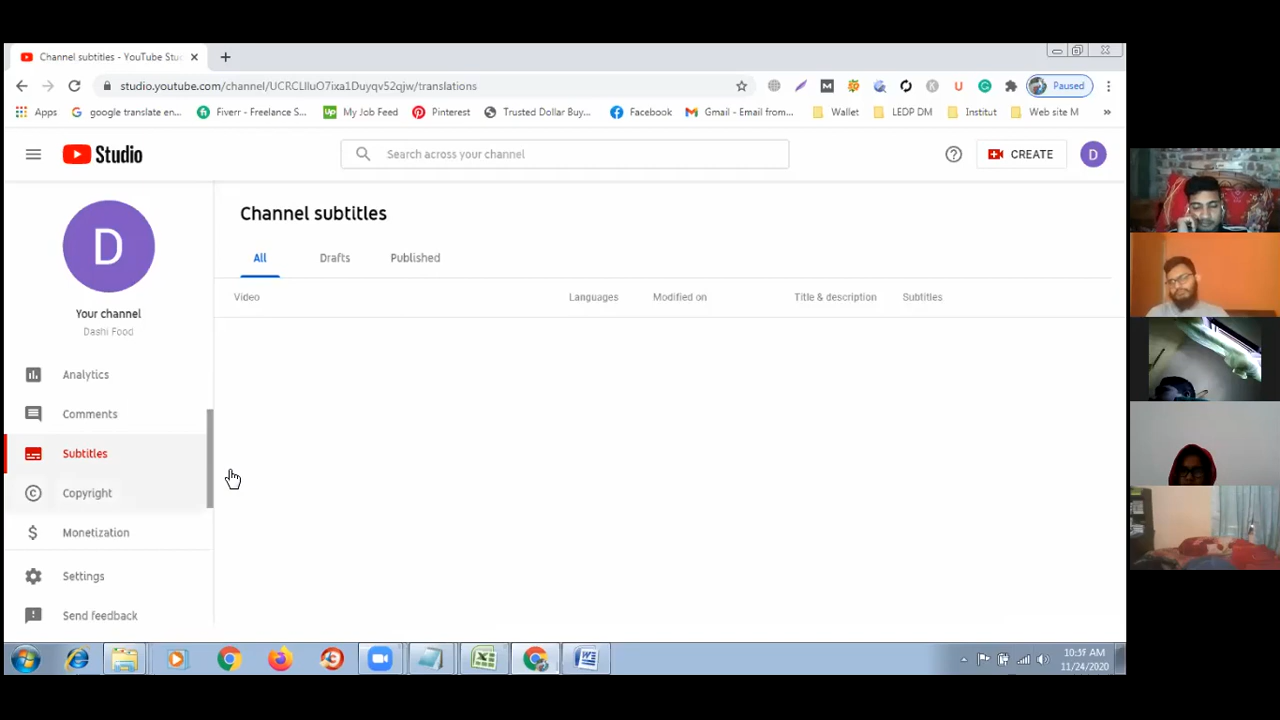 Channel subtitles - YouTube Stu
studio.youtube.com/channel/UCRCLlluO7ixa1Duyqv52qjw/translations
Paused
Apps
google translate en...
Fiverr - Freelance S...
Up
My Job Feed
Pinterest
Trusted Dollar Buy...
Facebook
Gmail - Email from...
Wallet
LEDP DM
Institut
Web site M
Studio
Search across your channel
CREATE
D
D
Your channel
Dashi Food
Analytics
Comments
Subtitles
Copyright
Monetization
Settings
Send feedback
Channel subtitles
All
Drafts
Published
Video
Languages
Modified on
Title & description
Subtitles
11/24/2020